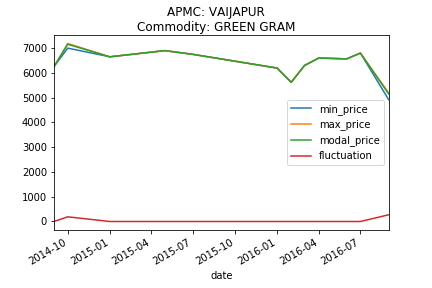 APMC: VAIJAPUR
Commodity: GREEN GRAM
7000
6000
5000
4000
3000
2000
1000
0
min_price
max_price
modal_price
fluctuation
2014-10
2015-01
2015-04
2015-07
2015-10
2016-01
2016-04
2016-07
date